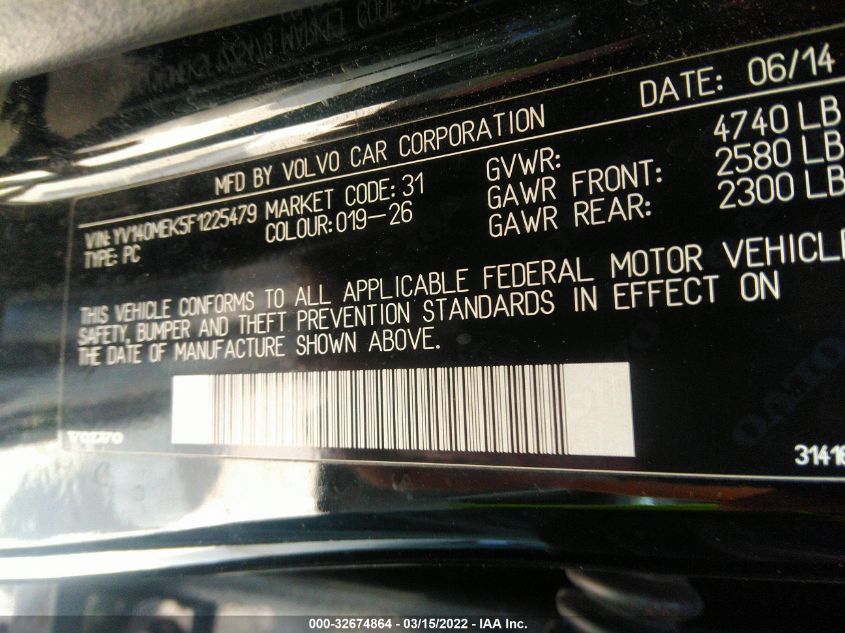 DATE: 06/14
MFD BY VOLVO CAR CORPORATION
VIN: YV140MEK5F1225479
TYPE: PC
MARKET CODE: 31
COLOUR: 019-26
GVWR: 4740 LB
GAWR FRONT: 2580 LB
GAWR REAR: 2300 LB
THIS VEHICLE CONFORMS TO ALL APPLICABLE FEDERAL MOTOR VEHICLE
SAFETY, BUMPER AND THEFT PREVENTION STANDARDS IN EFFECT ON
THE DATE OF MANUFACTURE SHOWN ABOVE.
VOLVO
VOLVO
31416
000-32674864 - 03/15/2022 - IAA Inc.